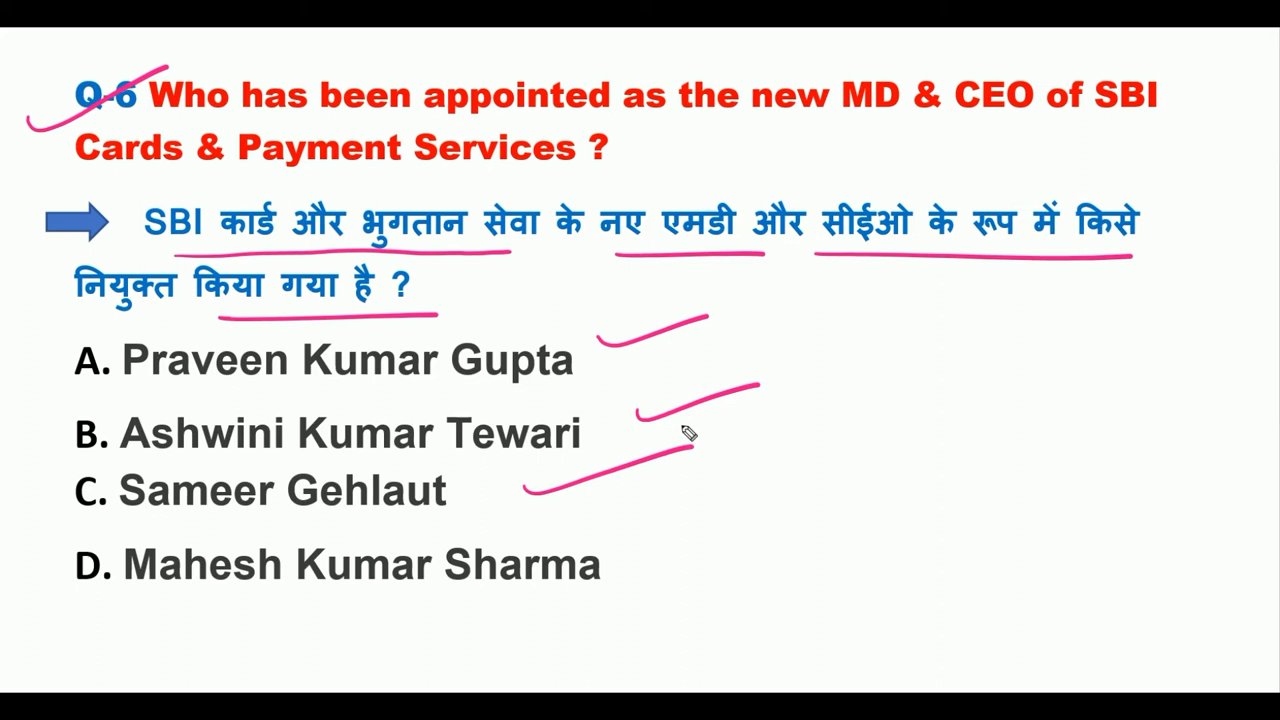 Q-6 Who has been appointed as the new MD & CEO of SBI
Cards & Payment Services ?
SBI कार्ड और भुगतान सेवा के नए एमडी और सीईओ के रूप में किसे
नियुक्त किया गया है ?
A. Praveen Kumar Gupta
B. Ashwini Kumar Tewari
C. Sameer Gehlaut
D. Mahesh Kumar Sharma